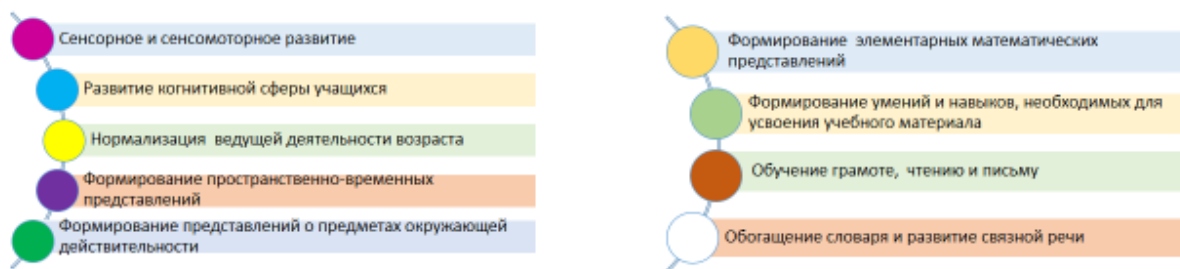 Сенсорное и сенсомоторное развитие
Развитие когнитивной сферы учащихся
Нормализация ведущей деятельности возраста
Формирование пространственно-временных
представлений
Формирование представлений о предметах окружающей
действительности
Формирование элементарных математических
представлений
Формирование умений и навыков, необходимых для
усвоения учебного материала
Обучение грамоте, чтению и письму
Обогащение словаря и развитие связной речи